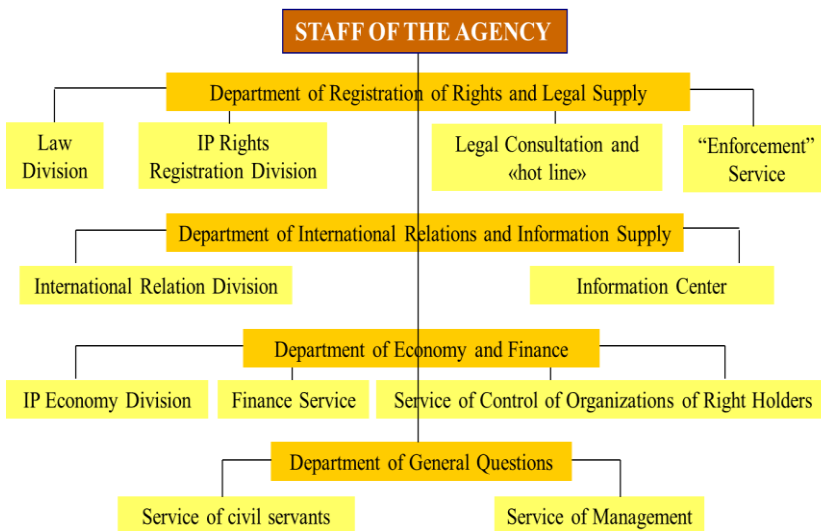 STAFF OF THE AGENCY
Department of Registration of Rights and Legal Supply
Law
Division
IP Rights
Registration Division
Legal Consultation and
«hot line»
“Enforcement”
Service
Department of International Relations and Information Supply
International Relation Division
Information Center
Department of Economy and Finance
IP Economy Division
Finance Service
Service of Control of Organizations of Right Holders
Department of General Questions
Service of civil servants
Service of Management